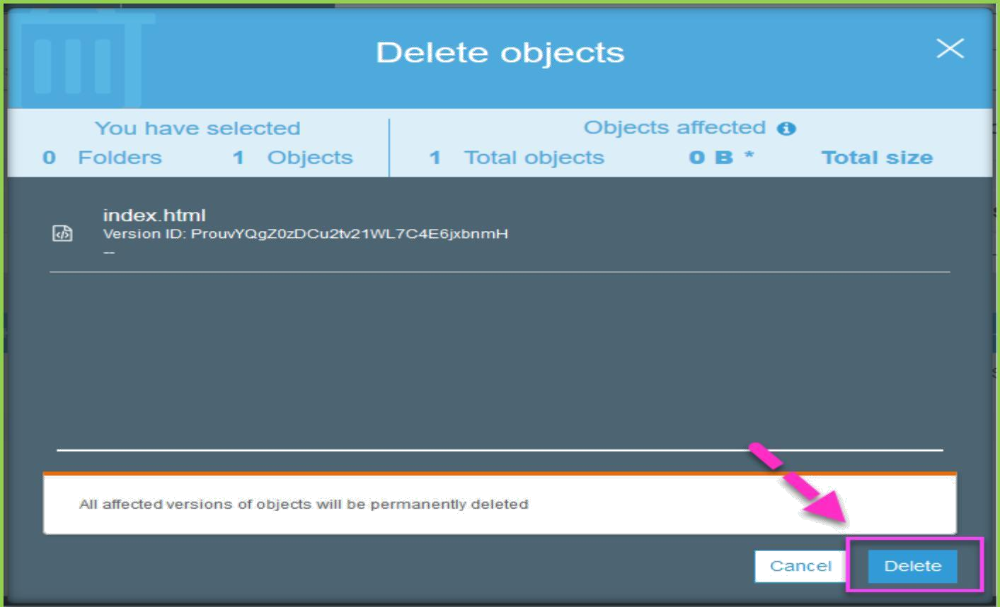 Delete objects
You have selected
Objects affected
0 Folders 1 Objects
1 Total objects 0 B * Total size
index.html
Version ID: ProuvYQgZ0zDCu2tv21WL7C4E6jxbnmH
--
All affected versions of objects will be permanently deleted
Cancel
Delete